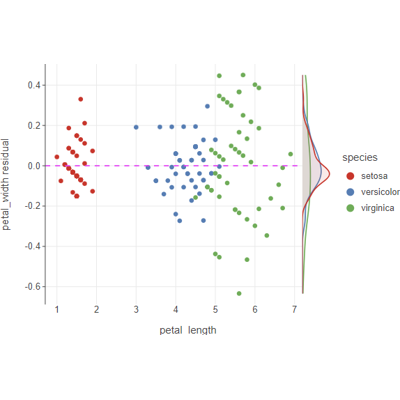 0.4
0.2
0.0
-0.2
-0.4
-0.6
petal_width residual
1
2
3
4
5
6
7
petal_length
species
setosa
versicolor
virginica